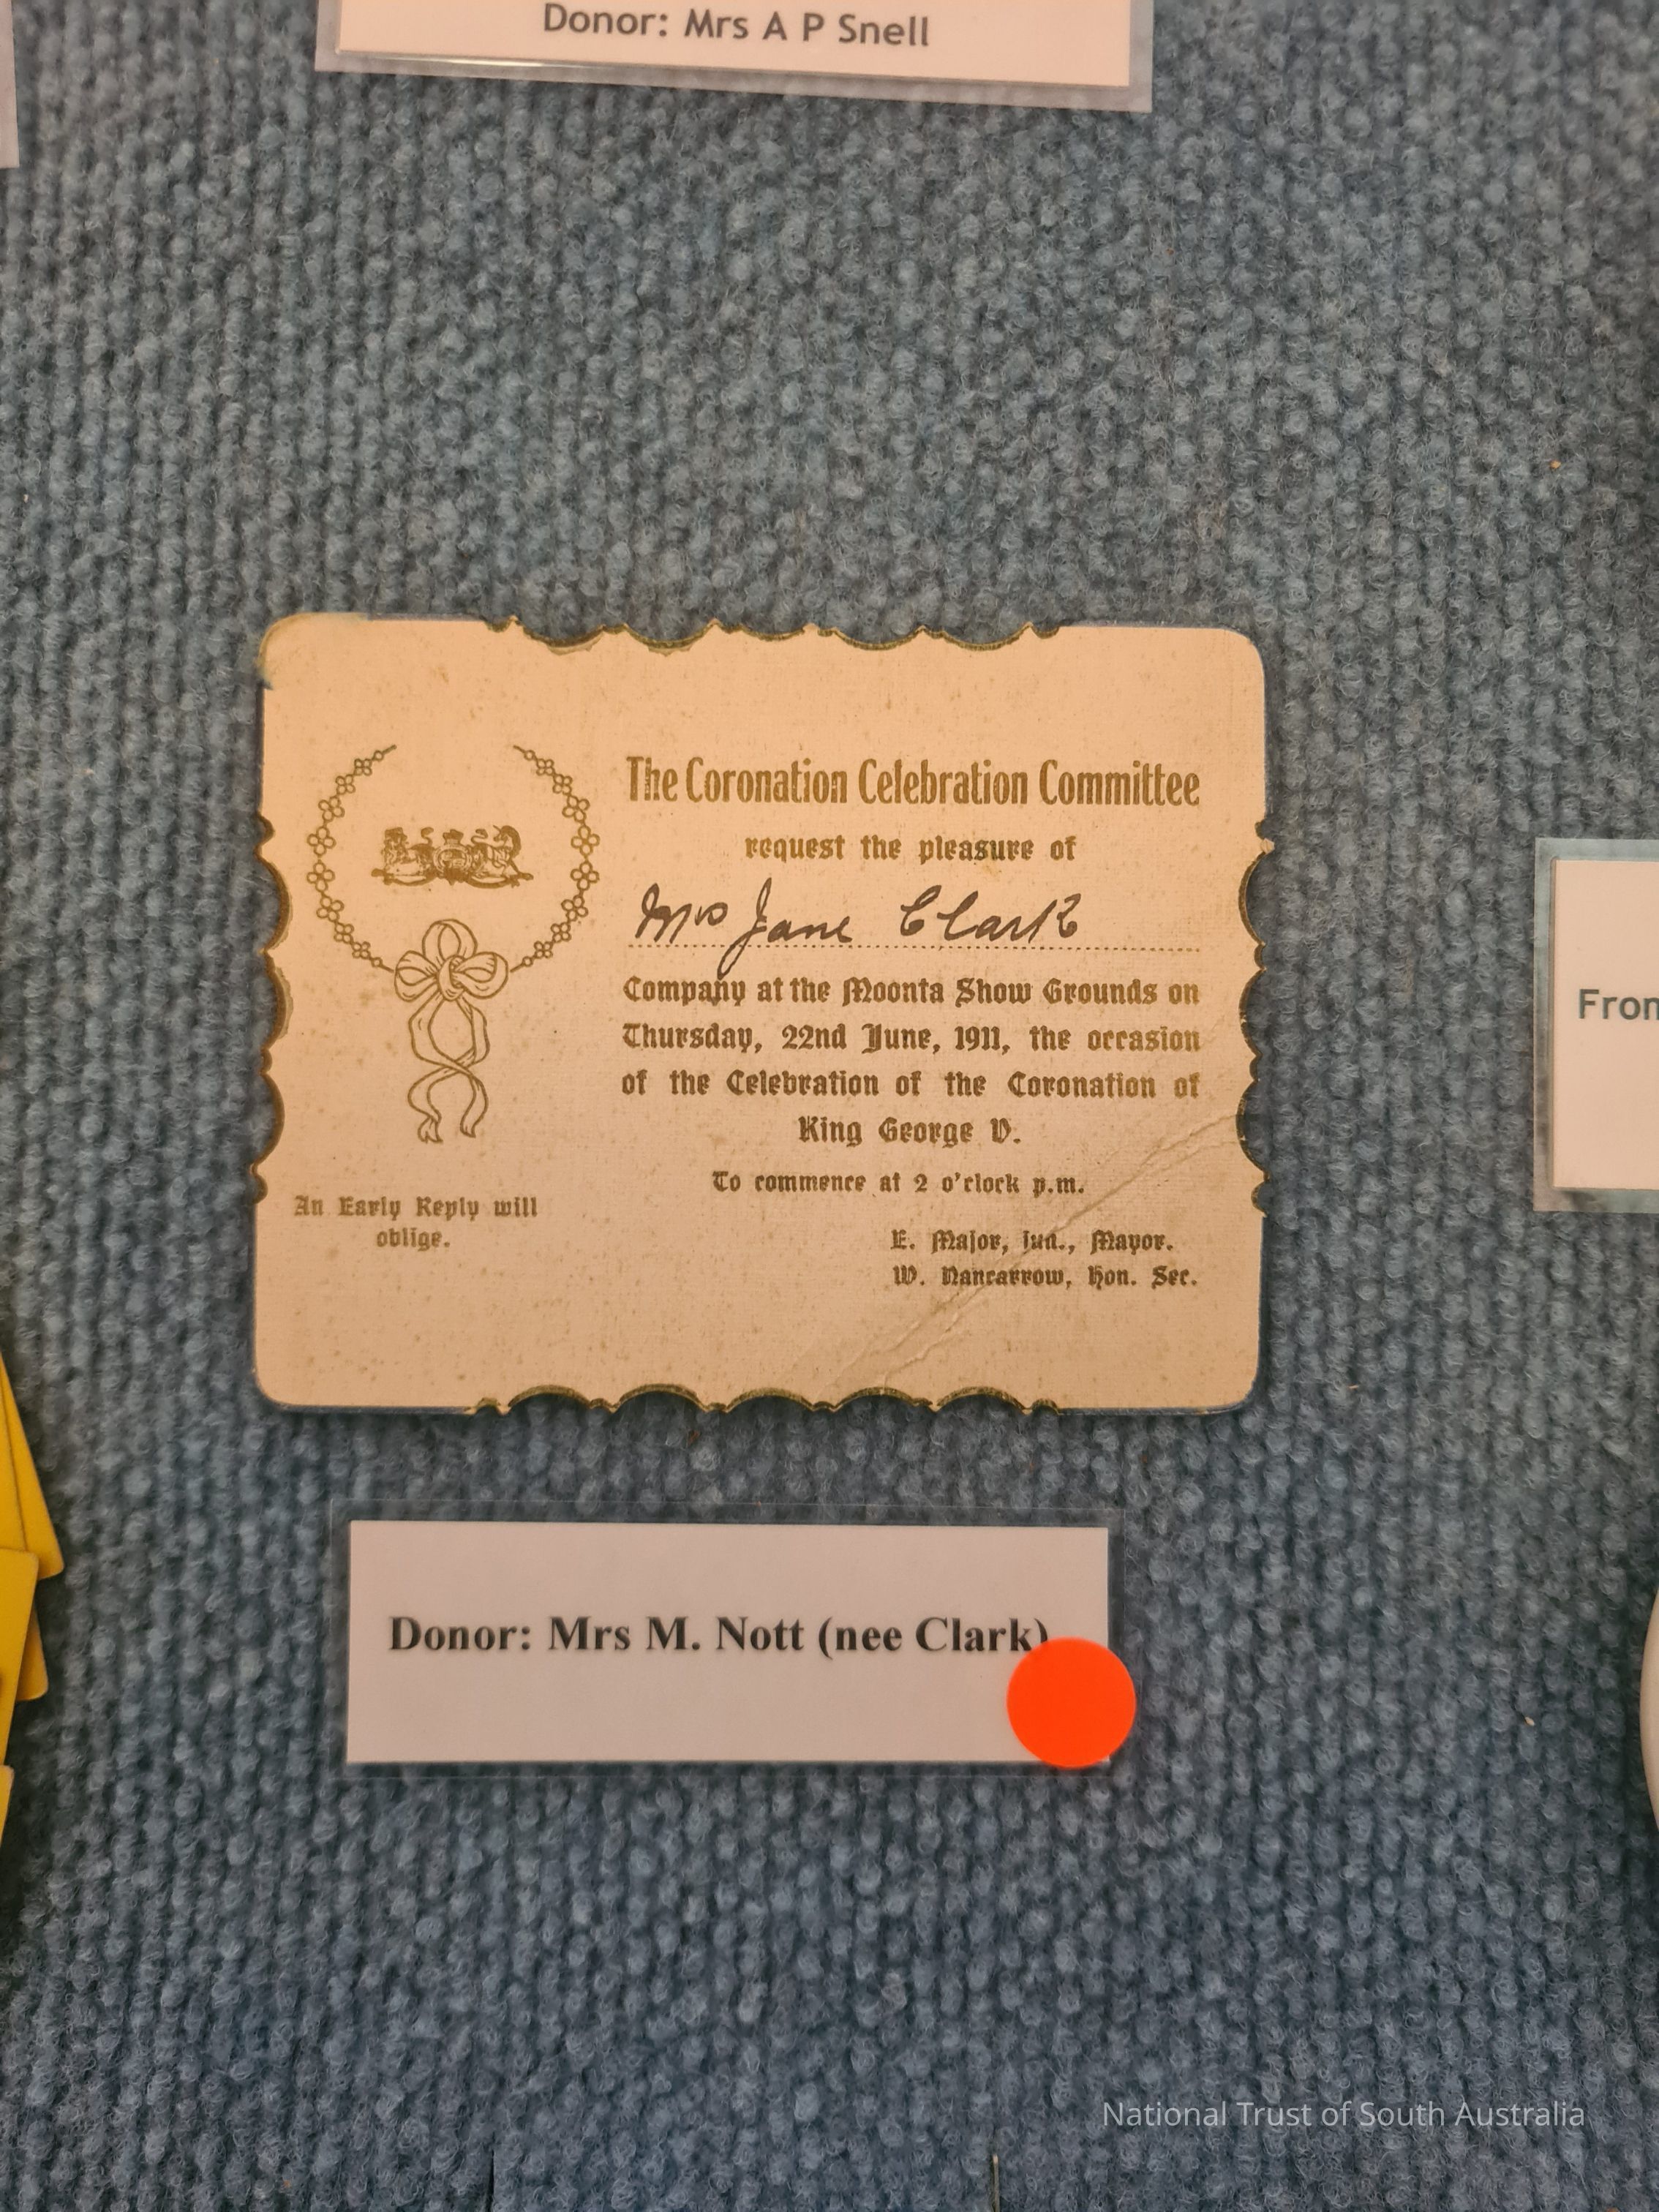 Donor: Mrs A P Snell
The Coronation Celebration Committee
request the pleasure of
Mrs Jane Clark
Company at the Moonta Show Grounds on
Thursday, 22nd June, 1911, the occasion
of the Celebration of the Coronation of
King George V.
To commence at 2 o'clock p.m.
An Early Reply will
oblige.
E. Major, jun., Mayor.
W. Nancarrow, Hon. Sec.
Donor: Mrs M. Nott (nee Clark)
National Trust of South Australia